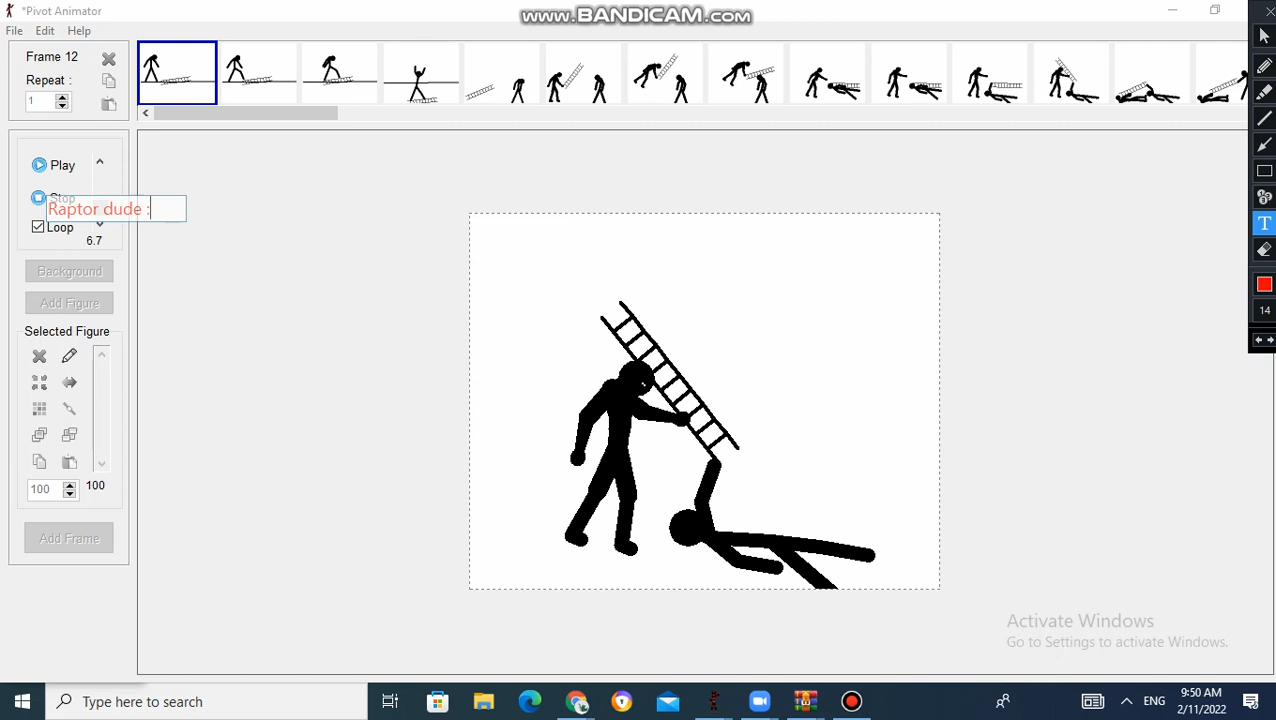 *Pivot Animator
www.BANDICAM.com
File Edit Help
Frame 12
Repeat :
1
Play
Stop
Raptor dude :
Loop
6.7
Background
Add Figure
Selected Figure
100 100
Add Frame
T
14
Activate Windows
Go to Settings to activate Windows.
Type here to search
ENG
9:50 AM
2/11/2022